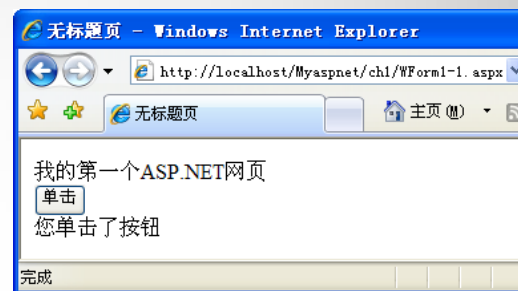 无标题页 - Windows Internet Explorer
http://localhost/Myaspnet/ch1/WForm1-1.aspx
无标题页
主页(M)
我的第一个ASP.NET网页
单击
您单击了按钮
完成